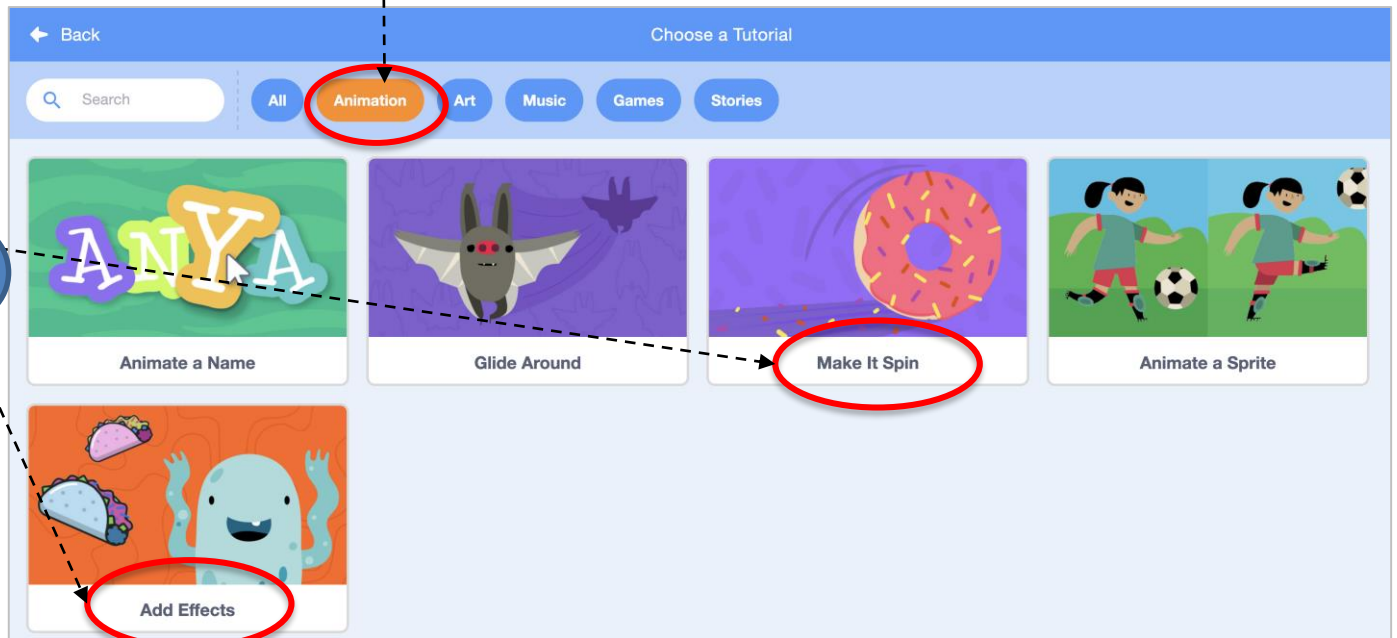 Back
Choose a Tutorial
Search
All
Animation
Art
Music
Games
Stories
ANYA
Animate a Name
Glide Around
Make It Spin
Animate a Sprite
Add Effects